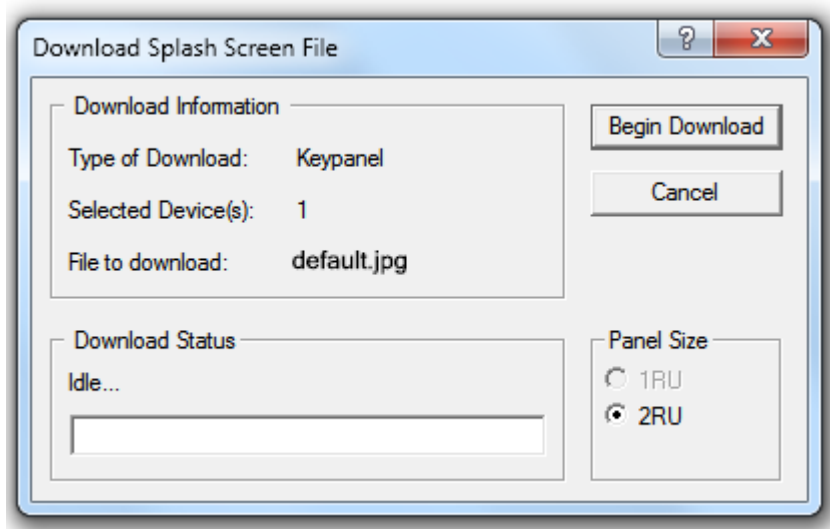 Download Splash Screen File
Download Information
Type of Download: Keypanel
Selected Device(s): 1
File to download: default.jpg
Begin Download
Cancel
Download Status
Idle...
Panel Size
1RU
2RU